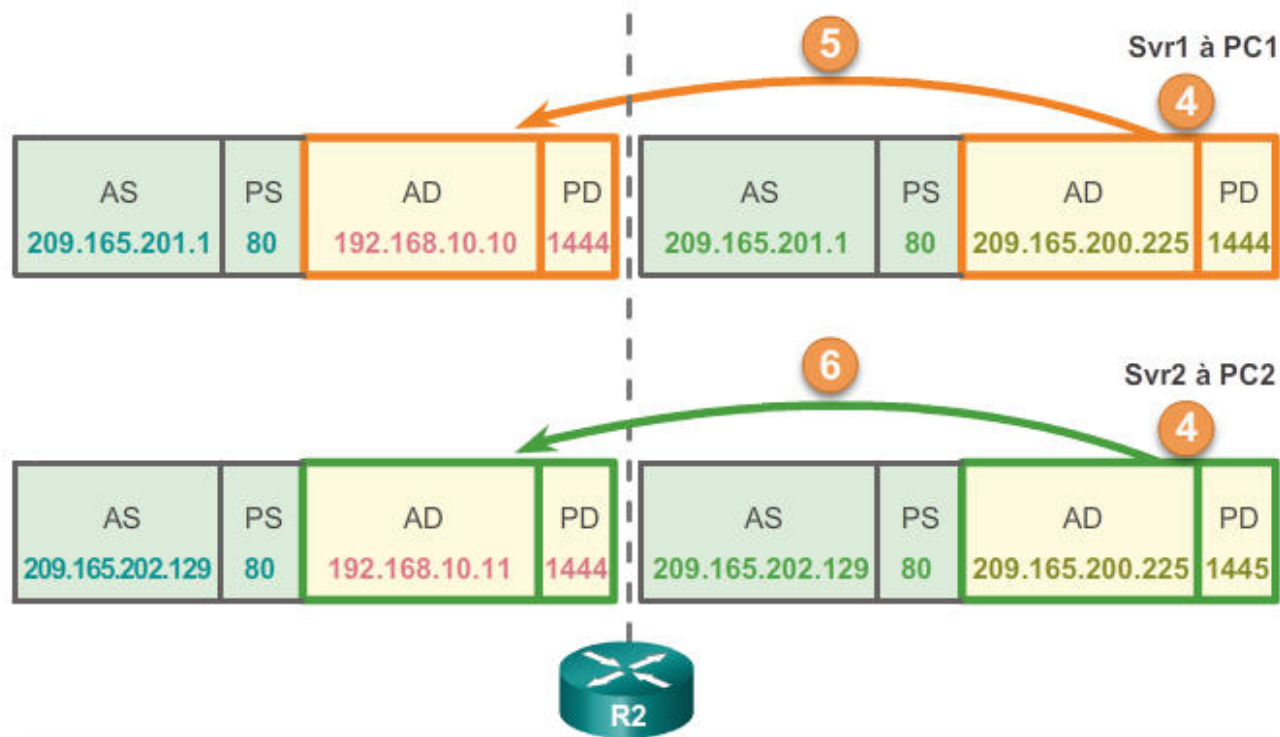 5
Svr1 à PC1
4
AS PS AD PD AS PS AD PD
209.165.201.1 80 192.168.10.10 1444 209.165.201.1 80 209.165.200.225 1444
6
Svr2 à PC2
4
AS PS AD PD AS PS AD PD
209.165.202.129 80 192.168.10.11 1444 209.165.202.129 80 209.165.200.225 1445
R2